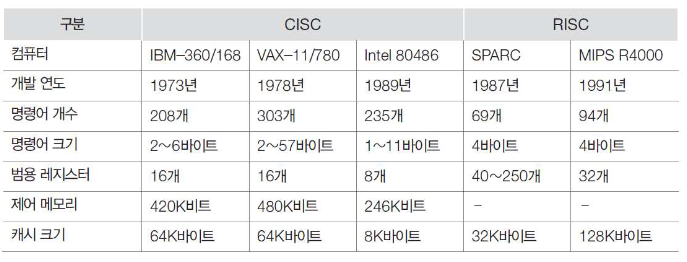 구분 CISC RISC
컴퓨터 IBM-360/168 VAX-11/780 Intel 80486 SPARC MIPS R4000
개발 연도 1973년 1978년 1989년 1987년 1991년
명령어 개수 208개 303개 235개 69개 94개
명령어 크기 2~6바이트 2~57바이트 1~11바이트 4바이트 4바이트
범용 레지스터 16개 16개 8개 40~250개 32개
제어 메모리 420K비트 480K비트 246K비트 - -
캐시 크기 64K바이트 64K바이트 8K바이트 32K바이트 128K바이트